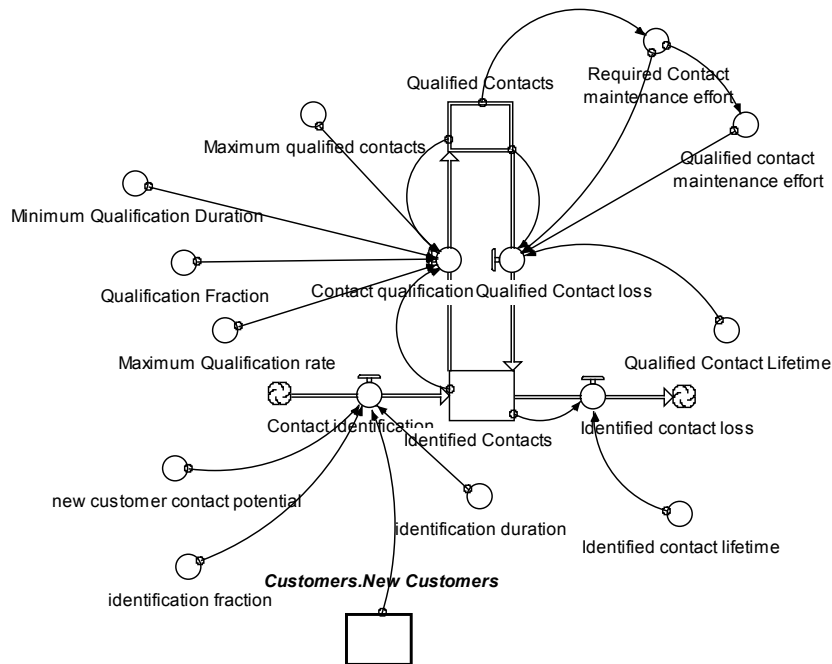 Qualified Contacts
Required Contact
maintenance effort
Maximum qualified contacts
Qualified contact
maintenance effort
Minimum Qualification Duration
Qualification Fraction
Contact qualification
Qualified Contact loss
Maximum Qualification rate
Qualified Contact Lifetime
Contact identification
Identified Contacts
Identified contact loss
new customer contact potential
identification duration
Identified contact lifetime
identification fraction
Customers.New Customers